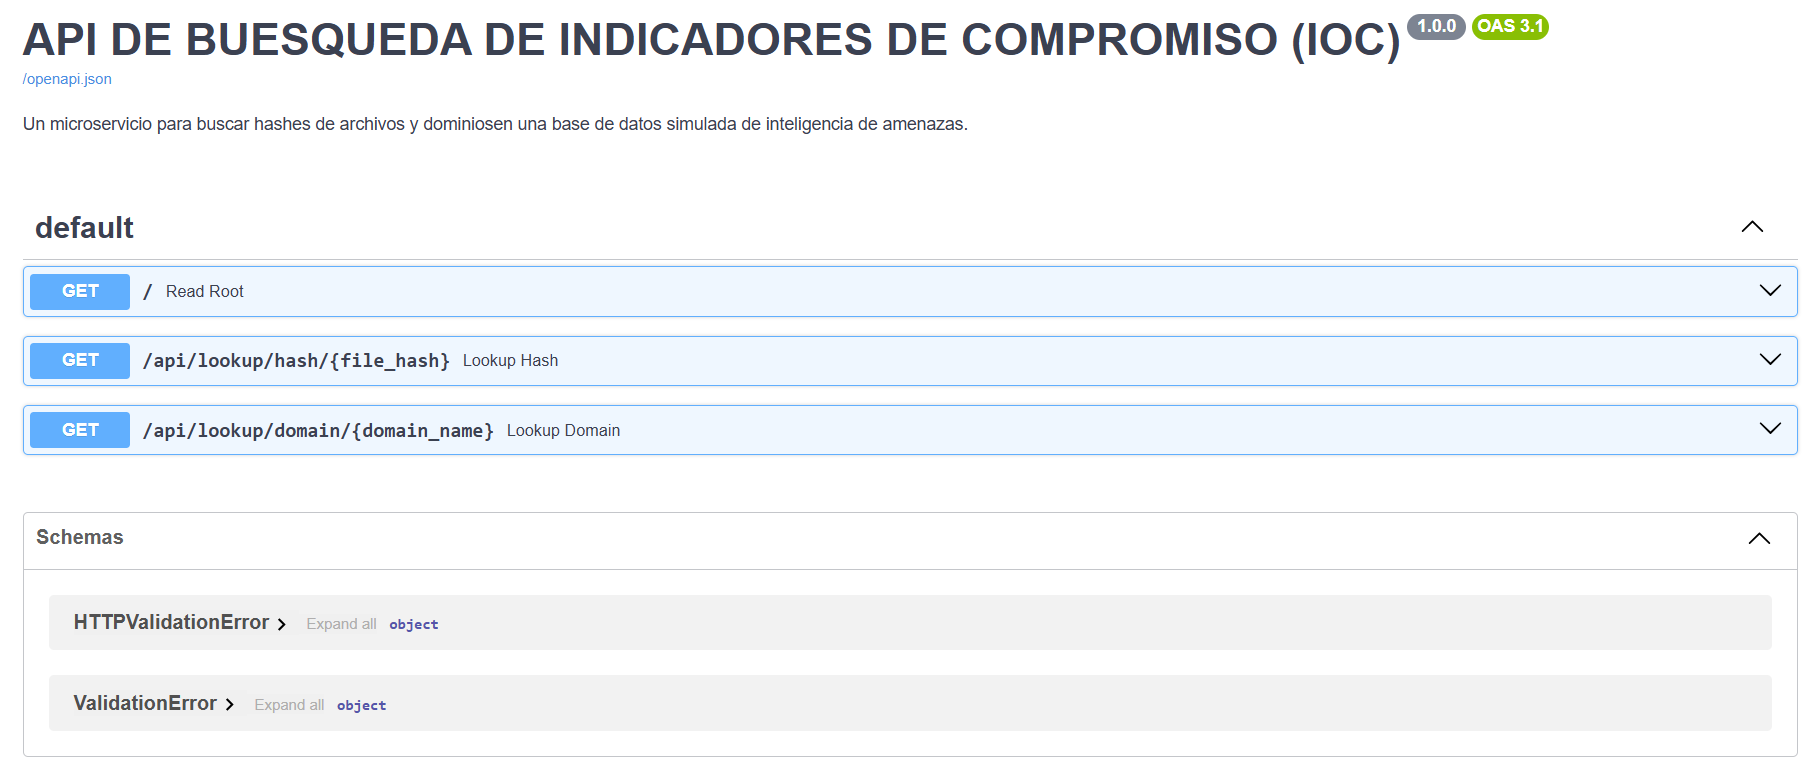 API DE BUESQUEDA DE INDICADORES DE COMPROMISO (IOC) 1.0.0 OAS 3.1
/openapi.json
Un microservicio para buscar hashes de archivos y dominiosen una base de datos simulada de inteligencia de amenazas.
default
GET / Read Root
GET /api/lookup/hash/{file_hash} Lookup Hash
GET /api/lookup/domain/{domain_name} Lookup Domain
Schemas
HTTPValidationError Expand all object
ValidationError Expand all object